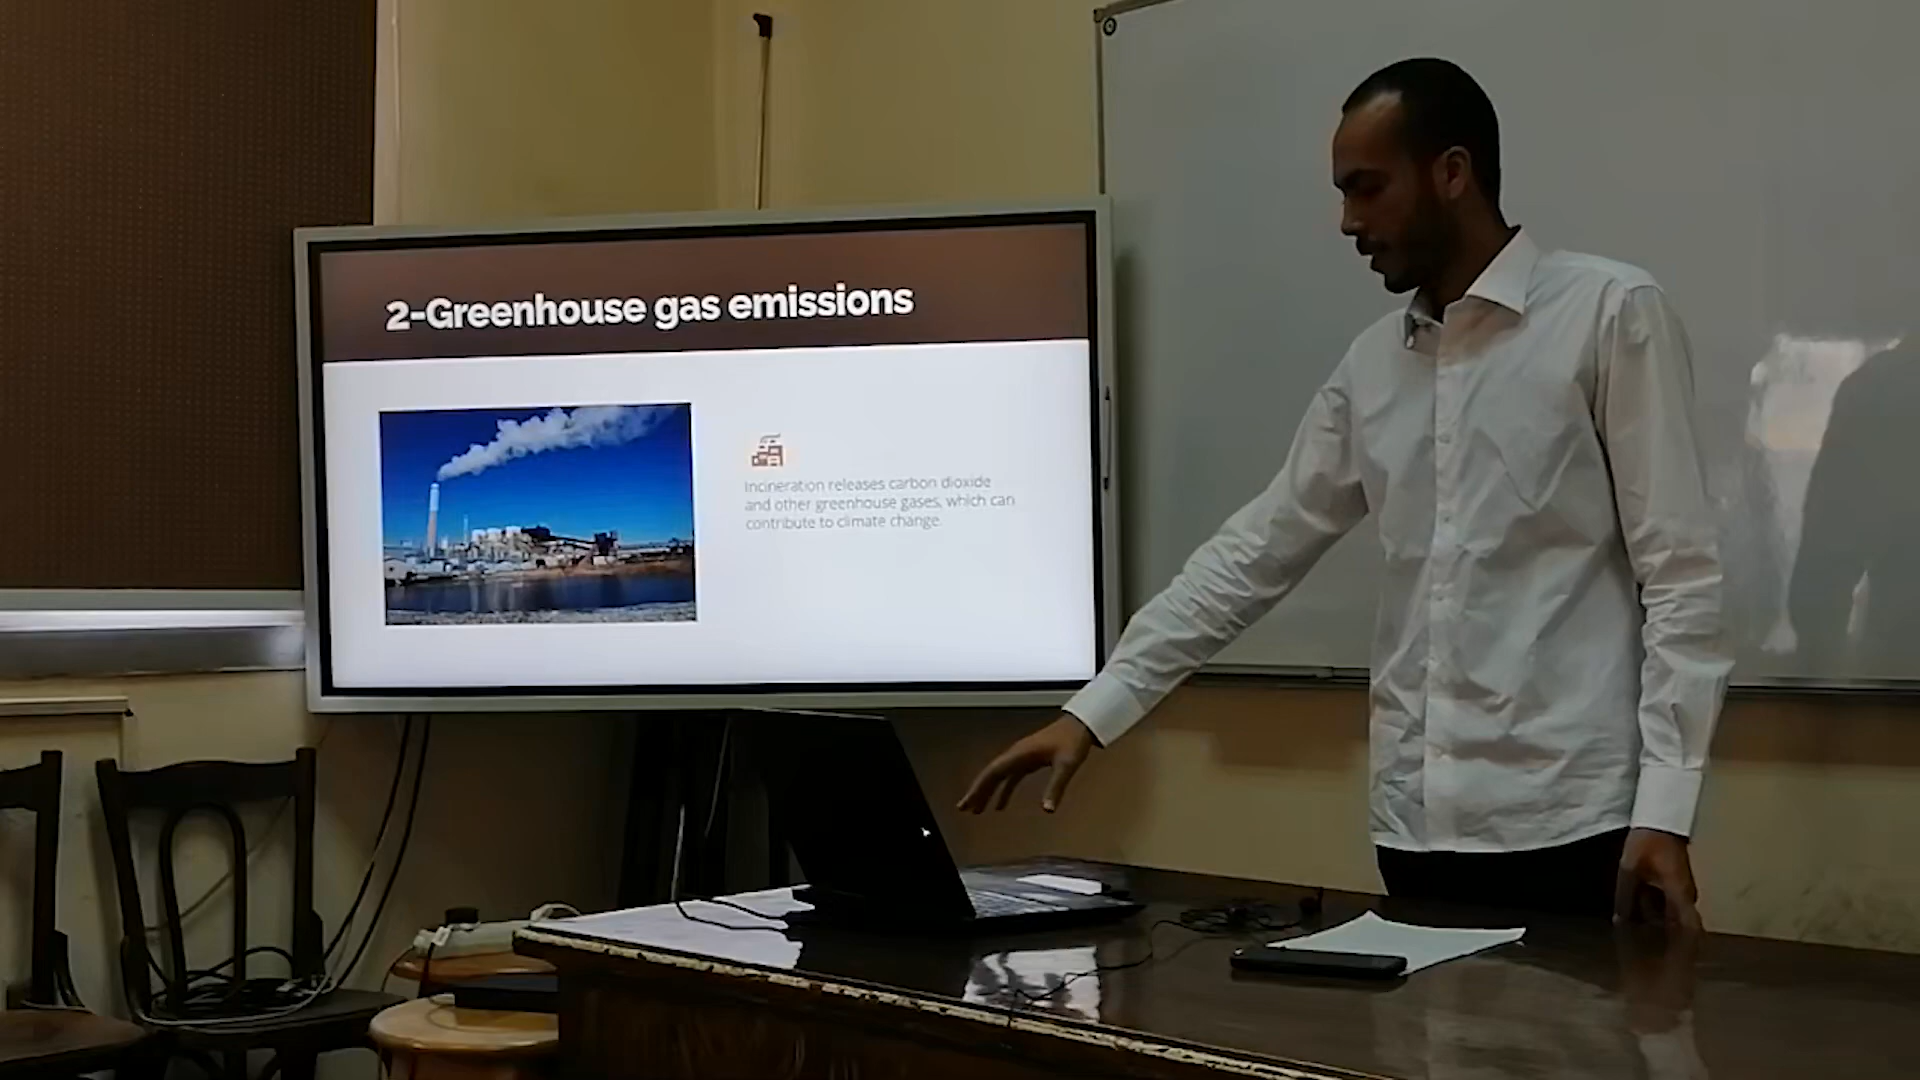 2-Greenhouse gas emissions
Incineration releases carbon dioxide
and other greenhouse gases, which can
contribute to climate change.